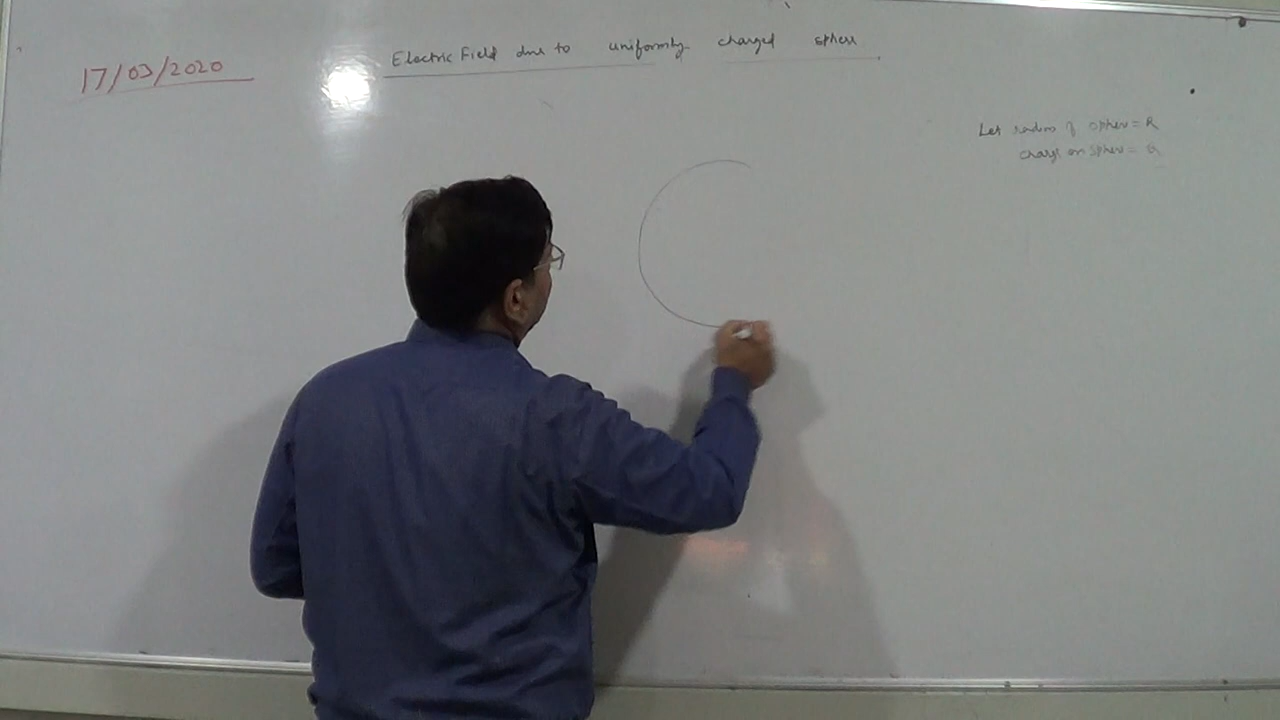 17/03/2020
Electric Field due to uniformly charged sphere
Let radius of sphere = R
charge on sphere = Q